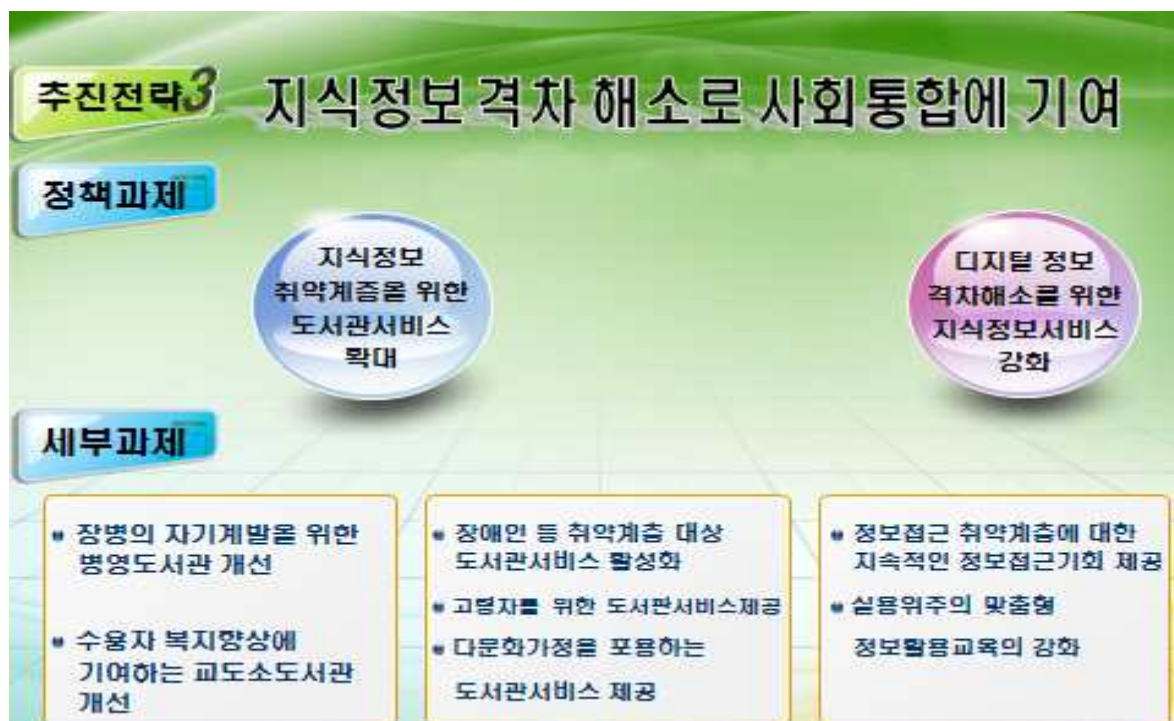 추진전략3
지식정보 격차 해소로 사회통합에 기여
정책과제
지식정보
취약계층을 위한
도서관서비스
확대
디지털 정보
격차해소를 위한
지식정보서비스
강화
세부과제
장병의 자기계발을 위한
병영도서관 개선
수용자 복지향상에
기여하는 교도소도서관
개선
장애인 등 취약계층 대상
도서관서비스 활성화
고령자를 위한 도서관서비스제공
다문화가정을 포용하는
도서관서비스 제공
정보접근 취약계층에 대한
지속적인 정보접근기회 제공
실용위주의 맞춤형
정보활용교육의 강화